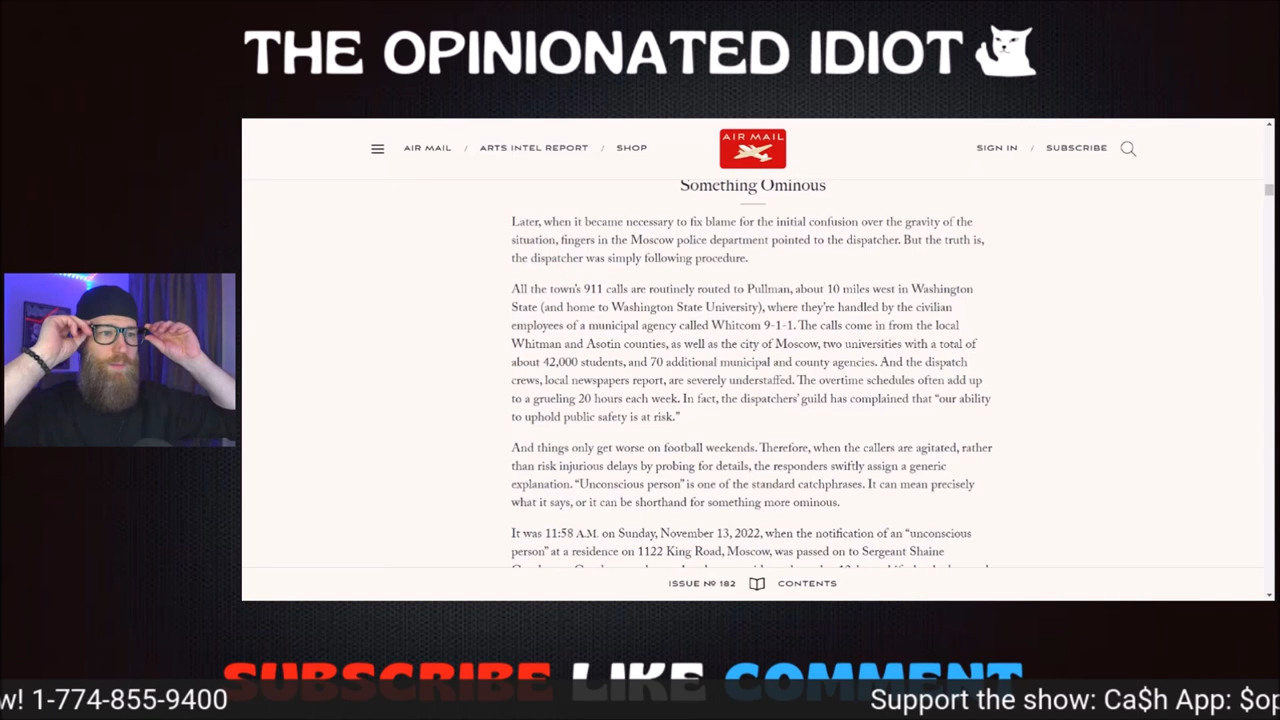 THE OPINIONATED IDIOT
AIR MAIL / ARTS INTEL REPORT / SHOP
AIR MAIL
SIGN IN / SUBSCRIBE
Something Ominous
Later, when it became necessary to fix blame for the initial confusion over the gravity of the
situation, fingers in the Moscow police department pointed to the dispatcher. But the truth is,
the dispatcher was simply following procedure.
All the town's 911 calls are routinely routed to Pullman, about 10 miles west in Washington
State (and home to Washington State University), where they're handled by the civilian
employees of a municipal agency called Whitcom 9-1-1. The calls come in from the local
Whitman and Asotin counties, as well as the city of Moscow, two universities with a total of
about 42,000 students, and 70 additional municipal and county agencies. And the dispatch
crews, local newspapers report, are severely understaffed. The overtime schedules often add up
to a grueling 20 hours each week. In fact, the dispatchers' guild has complained that “our ability
to uphold public safety is at risk.”
And things only get worse on football weekends. Therefore, when the callers are agitated, rather
than risk injurious delays by probing for details, the responders swiftly assign a generic
explanation. “Unconscious person” is one of the standard catchphrases. It can mean precisely
what it says, or it can be shorthand for something more ominous.
It was 11:58 A.M. on Sunday, November 13, 2022, when the notification of an “unconscious
person” at a residence on 1122 King Road, Moscow, was passed on to Sergeant Shaine
ISSUE Nº 182 CONTENTS
SUBSCRIBE LIKE COMMENT
w! 1-774-855-9400
Support the show: Ca$h App: $op